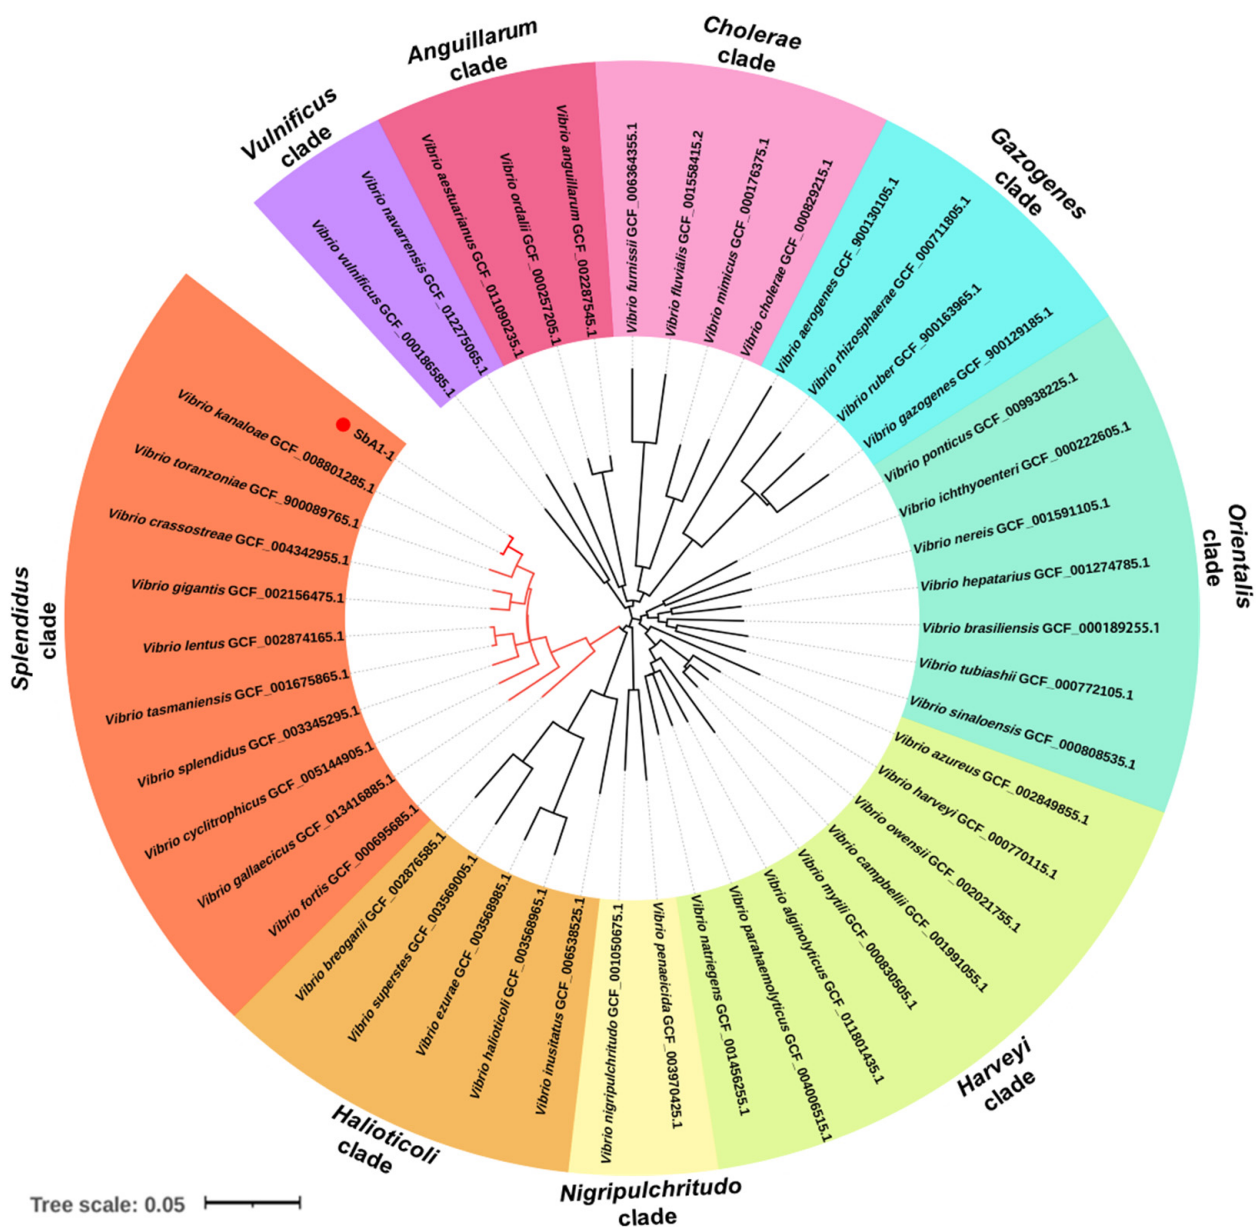 Anguillarum
clade
Cholerae
clade
Vulnificus
clade
Gazogenes
clade
Vibrio vulnificus GCF_000186585.1
Vibrio navarrensis GCF_012275065.1
Vibrio aestuarianus GCF_011090235.1
Vibrio ordalii GCF_000257205.1
Vibrio anguillarum GCF_002287545.1
Vibrio furnissii GCF_006364355.1
Vibrio fluvialis GCF_001558415.2
Vibrio mimicus GCF_000176375.1
Vibrio cholerae GCF_000829215.1
Vibrio aerogenes GCF_900130105.1
Vibrio rhizosphaerae GCF_000711805.1
Vibrio ruber GCF_900163965.1
Vibrio gazogenes GCF_900129185.1
Vibrio ponticus GCF_009938225.1
Vibrio ichthyoenteri GCF_000222605.1
Vibrio nereis GCF_001591105.1
Vibrio hepatarius GCF_001274785.1
Vibrio brasiliensis GCF_000189255.1
Vibrio tubiashii GCF_000772105.1
Vibrio sinaloensis GCF_000808535.1
Orientalis
clade
Vibrio azureus GCF_002849855.1
Vibrio harveyi GCF_000770115.1
Vibrio owensii GCF_002021755.1
Vibrio campbellii GCF_001991055.1
Vibrio mytili GCF_000830505.1
Vibrio alginolyticus GCF_011801435.1
Vibrio parahaemolyticus GCF_004006515.1
Vibrio natriegens GCF_001456255.1
Harveyi
clade
Vibrio penaeicida GCF_003970425.1
Vibrio nigripulchritudo GCF_001050675.1
Nigripulchritudo
clade
Vibrio inusitatus GCF_006538525.1
Vibrio halioticoli GCF_003568965.1
Vibrio ezurae GCF_003568985.1
Vibrio superstes GCF_003569005.1
Vibrio breoganii GCF_002876585.1
Halioticoli
clade
Vibrio fortis GCF_000695685.1
Vibrio gallaecicus GCF_013416885.1
Vibrio cyclitrophicus GCF_005144905.1
Vibrio splendidus GCF_003345295.1
Vibrio tasmaniensis GCF_001675865.1
Vibrio lentus GCF_002874165.1
Vibrio gigantis GCF_002156475.1
Vibrio crassostreae GCF_004342955.1
Vibrio toranzoniae GCF_900089765.1
Vibrio kanaloae GCF_008801285.1
SbA1-1
Splendidus
clade
Tree scale: 0.05